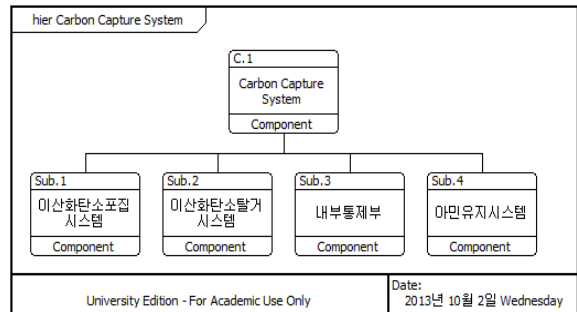 hier Carbon Capture System
C.1
Carbon Capture
System
Component
Sub.1
이산화탄소포집
시스템
Component
Sub.2
이산화탄소탈거
시스템
Component
Sub.3
내부통제부
Component
Sub.4
아민유지시스템
Component
University Edition - For Academic Use Only
Date:
2013년 10월 2일 Wednesday